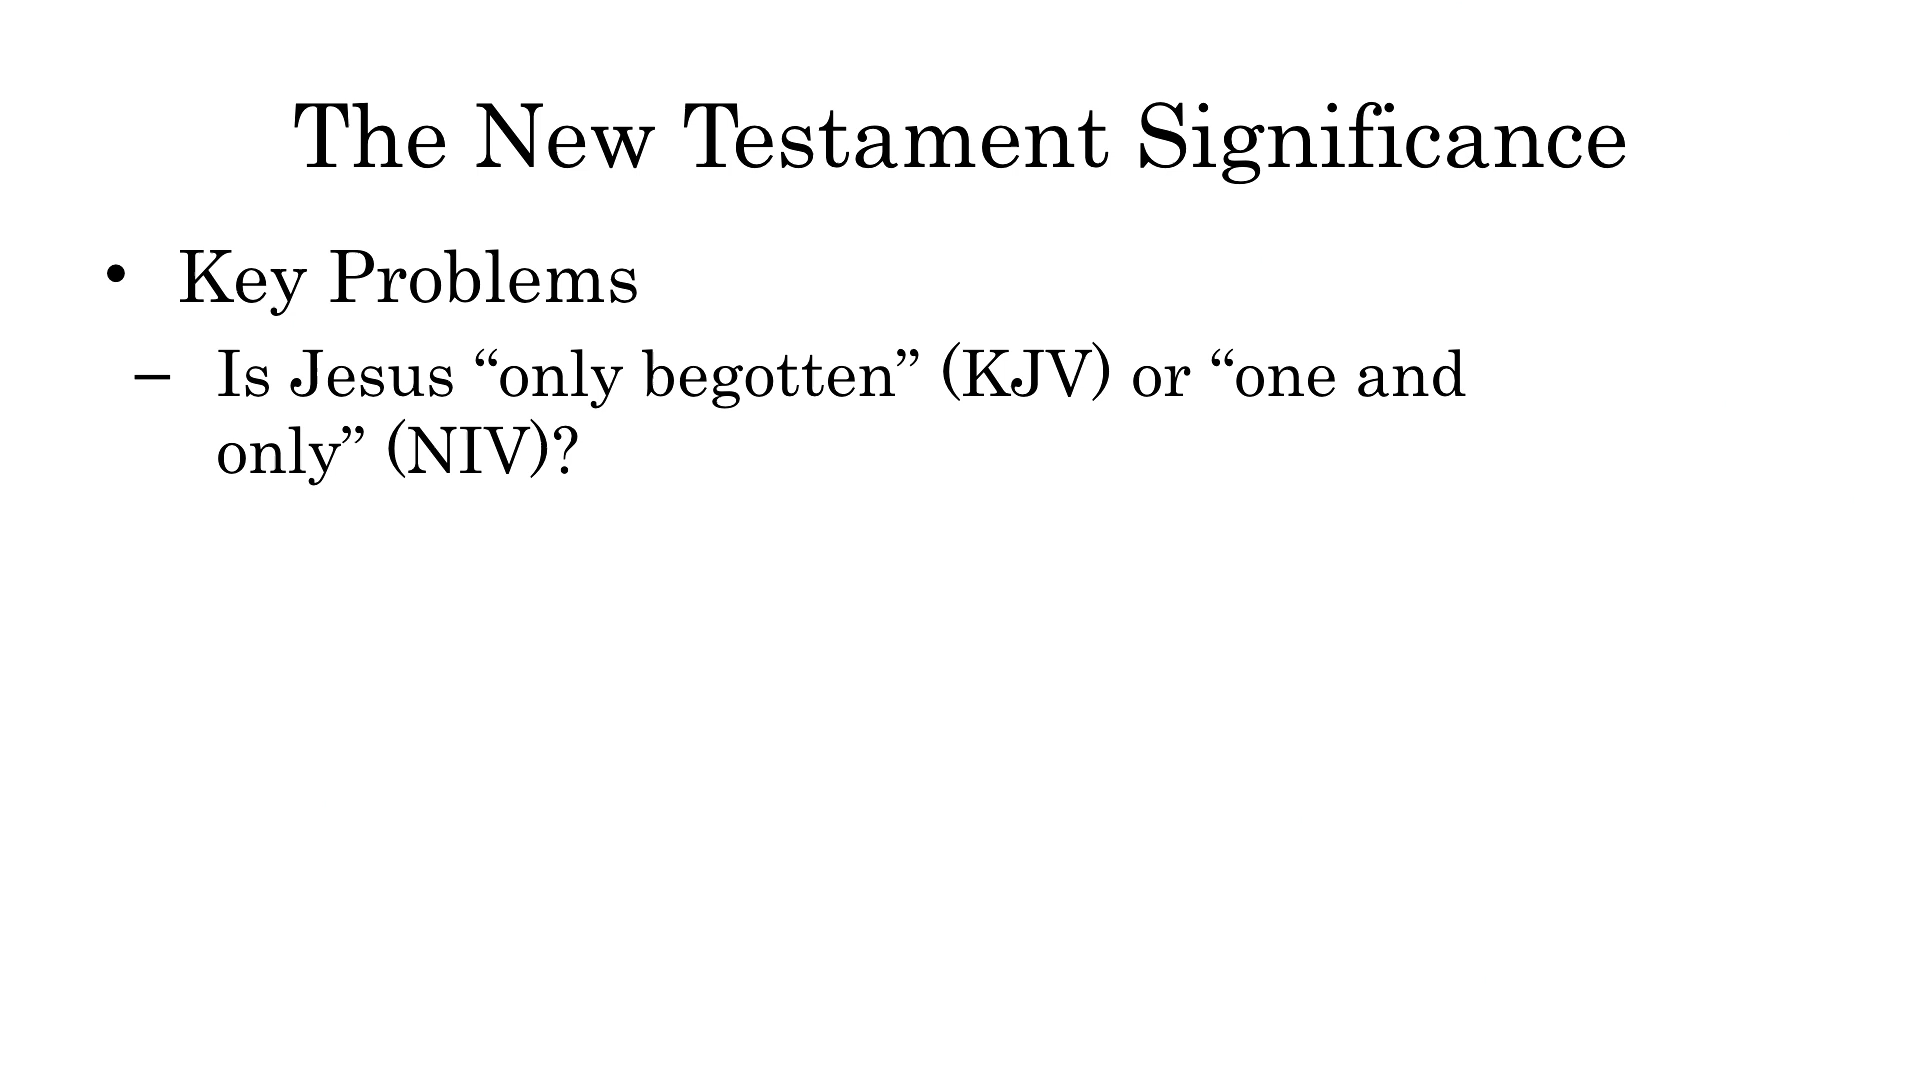 The New Testament Significance
• Key Problems
– Is Jesus “only begotten” (KJV) or “one and
only” (NIV)?